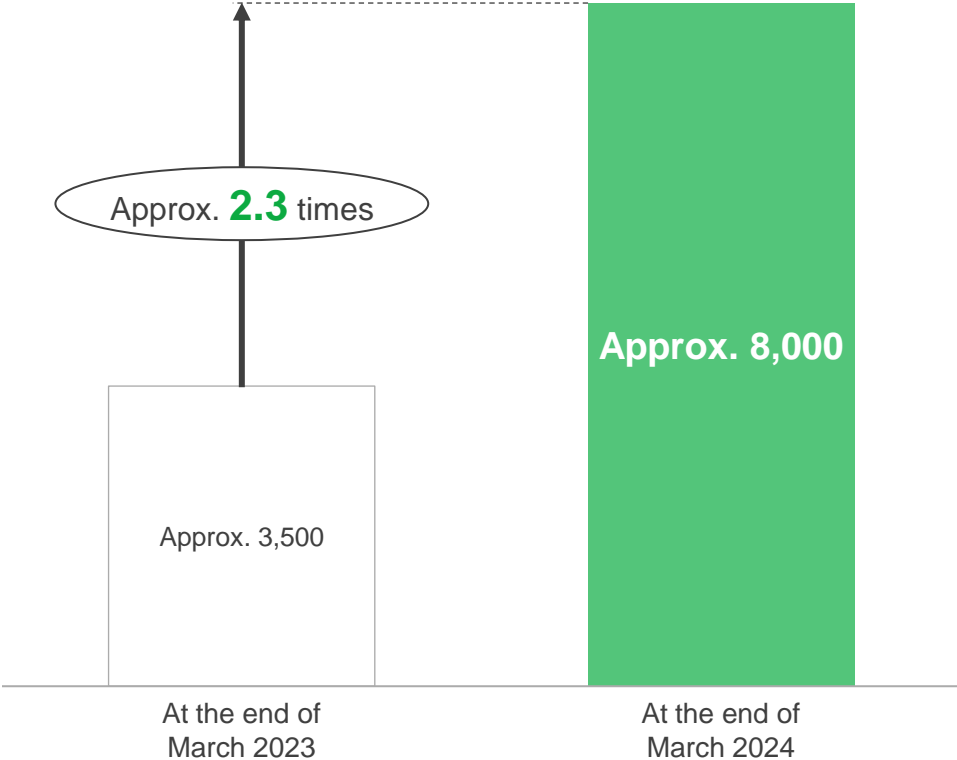 Approx. 2.3 times
Approx. 8,000
Approx. 3,500
At the end of
March 2023
At the end of
March 2024